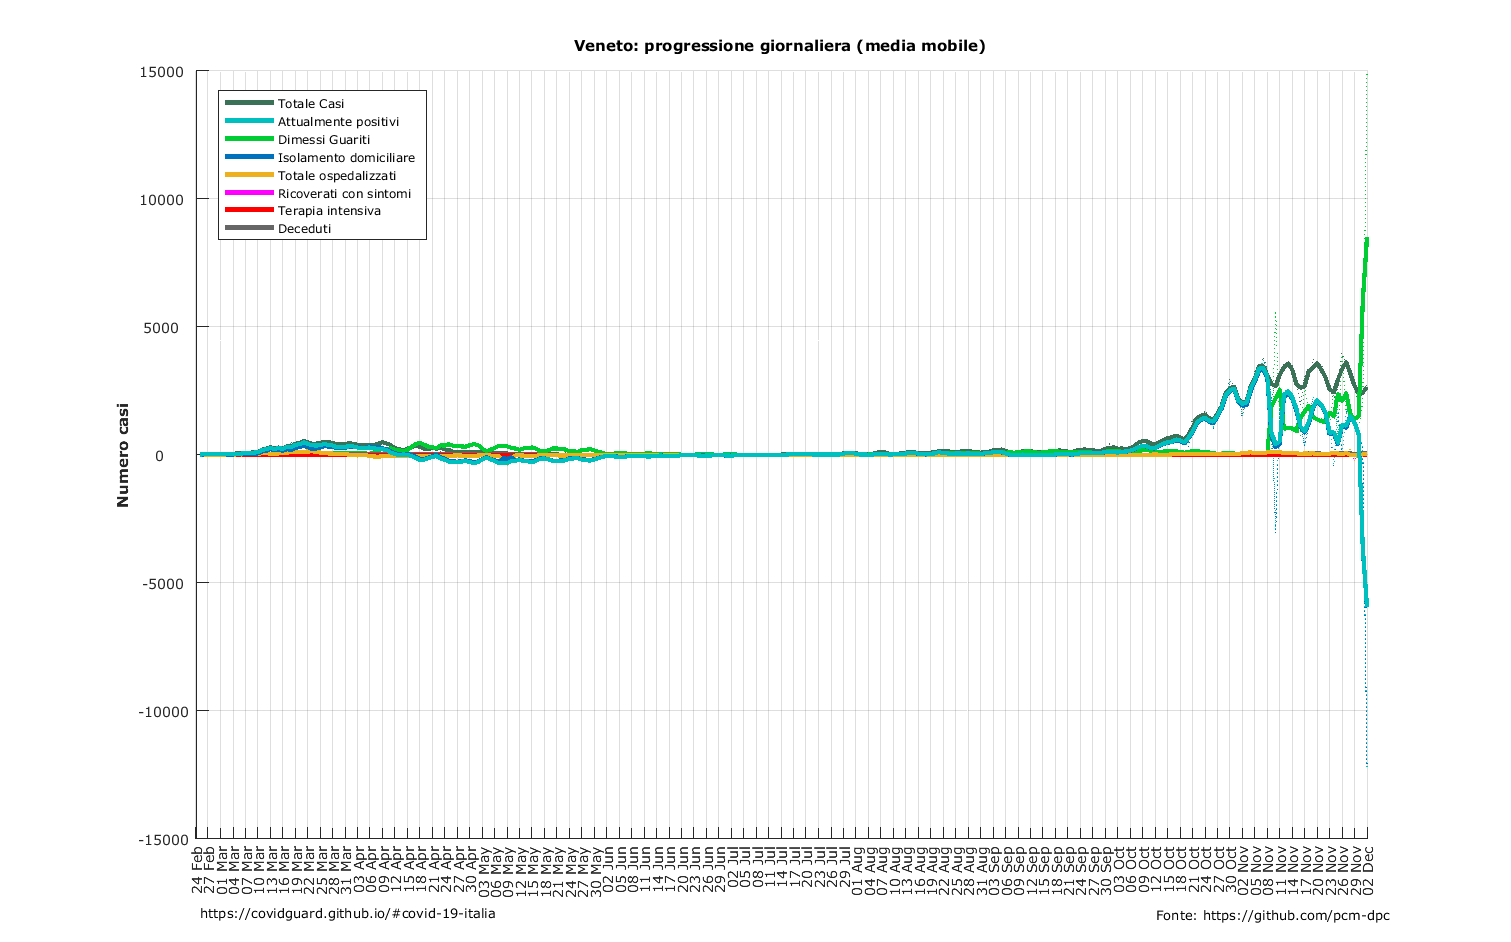 Veneto: progressione giornaliera (media mobile)
15000
10000
5000
0
-5000
-10000
-15000
Numero casi
Totale Casi
Attualmente positivi
Dimessi Guariti
Isolamento domiciliare
Totale ospedalizzati
Ricoverati con sintomi
Terapia intensiva
Deceduti
24 Feb
27 Feb
01 Mar
04 Mar
07 Mar
10 Mar
13 Mar
16 Mar
19 Mar
22 Mar
25 Mar
28 Mar
31 Mar
03 Apr
06 Apr
09 Apr
12 Apr
15 Apr
18 Apr
21 Apr
24 Apr
27 Apr
30 Apr
03 May
06 May
09 May
12 May
15 May
18 May
21 May
24 May
27 May
30 May
02 Jun
05 Jun
08 Jun
11 Jun
14 Jun
17 Jun
20 Jun
23 Jun
26 Jun
29 Jun
02 Jul
05 Jul
08 Jul
11 Jul
14 Jul
17 Jul
20 Jul
23 Jul
26 Jul
29 Jul
01 Aug
04 Aug
07 Aug
10 Aug
13 Aug
16 Aug
19 Aug
22 Aug
25 Aug
28 Aug
31 Aug
03 Sep
06 Sep
09 Sep
12 Sep
15 Sep
18 Sep
21 Sep
24 Sep
27 Sep
30 Sep
03 Oct
06 Oct
09 Oct
12 Oct
15 Oct
18 Oct
21 Oct
24 Oct
27 Oct
30 Oct
02 Nov
05 Nov
08 Nov
11 Nov
14 Nov
17 Nov
20 Nov
23 Nov
26 Nov
29 Nov
02 Dec
https://covidguard.github.io/#covid-19-italia
Fonte: https://github.com/pcm-dpc